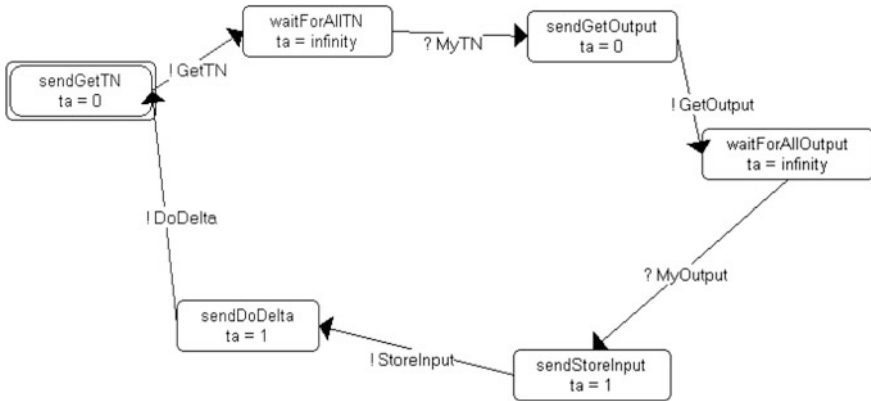 waitForAllTN
ta = infinity
sendGetOutput
ta = 0
? MyTN
! GetTN
sendGetTN
ta = 0
! GetOutput
waitForAllOutput
ta = infinity
! DoDelta
? MyOutput
sendDoDelta
ta = 1
! StoreInput
sendStoreInput
ta = 1